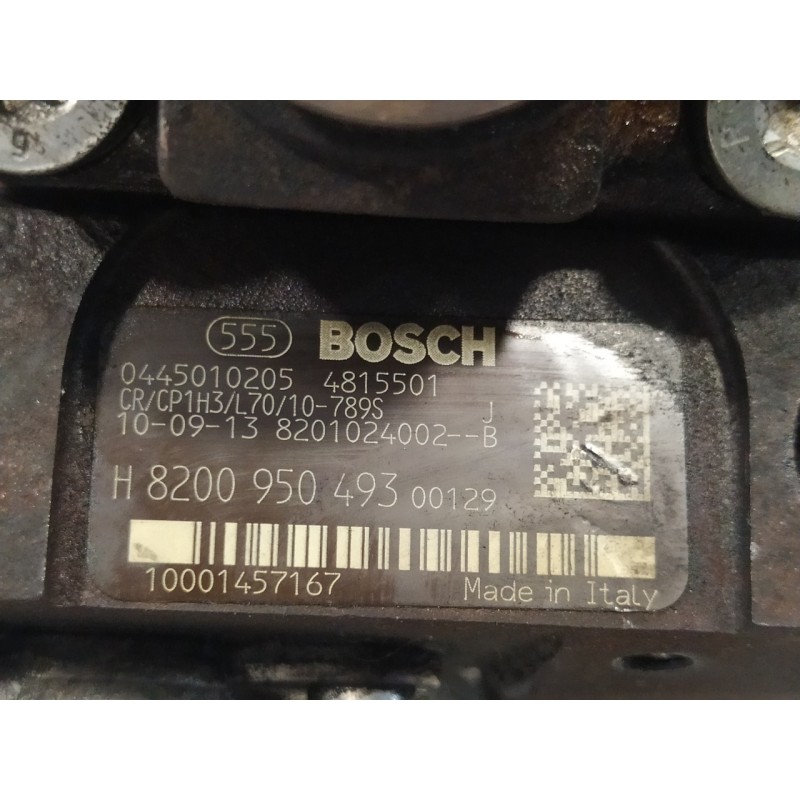 555 BOSCH
0445010205 4815501
CR/CP1H3/L70/10-789S J
10-09-13 8201024002--B
H 8200 950 493 00129
10001457167 Made in Italy